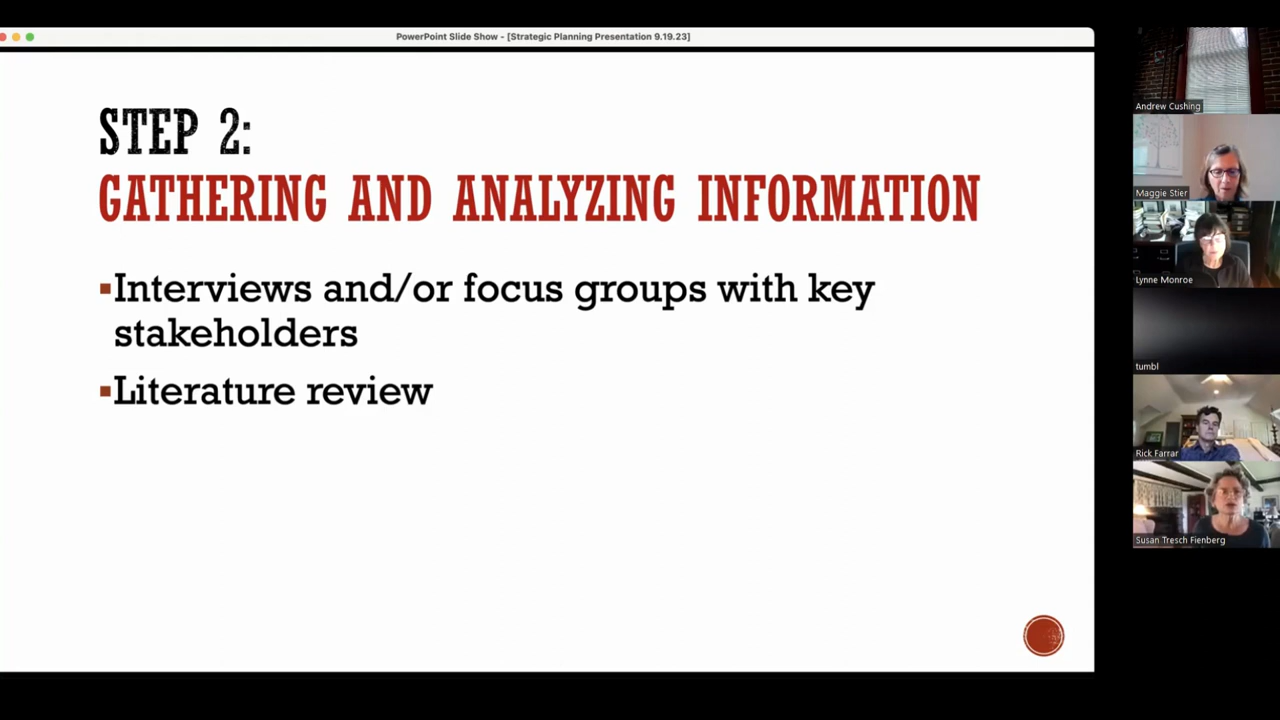 PowerPoint Slide Show - [Strategic Planning Presentation 9.19.23]
STEP 2:
GATHERING AND ANALYZING INFORMATION
▪Interviews and/or focus groups with key
stakeholders
▪Literature review
Andrew Cushing
Maggie Stier
Lynne Monroe
tumbl
Rick Farrar
Susan Tresch Fienberg